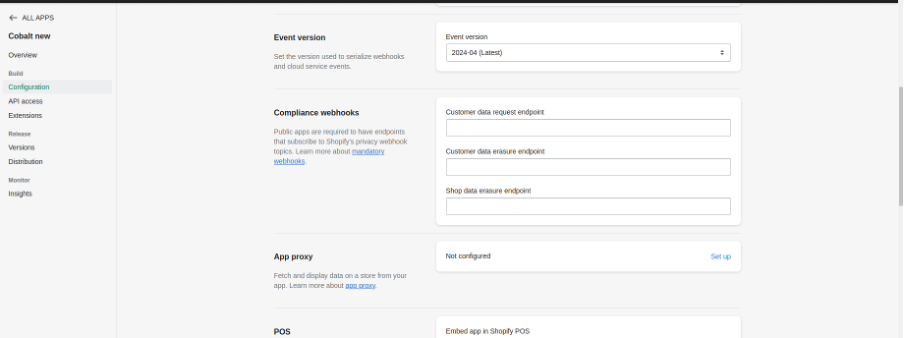 ALL APPS
Cobalt new
Overview
Build
Configuration
API access
Extensions
Release
Versions
Distribution
Monitor
Insights
Event version
Set the version used to serialize webhooks
and cloud service events.
Event version
2024-04 (Latest)
Compliance webhooks
Public apps are required to have endpoints
that subscribe to Shopify's privacy webhook
topics. Learn more about mandatory
webhooks.
Customer data request endpoint
Customer data erasure endpoint
Shop data erasure endpoint
App proxy
Fetch and display data on a store from your
app. Learn more about app proxy.
Not configured
Set up
POS
Embed app in Shopify POS